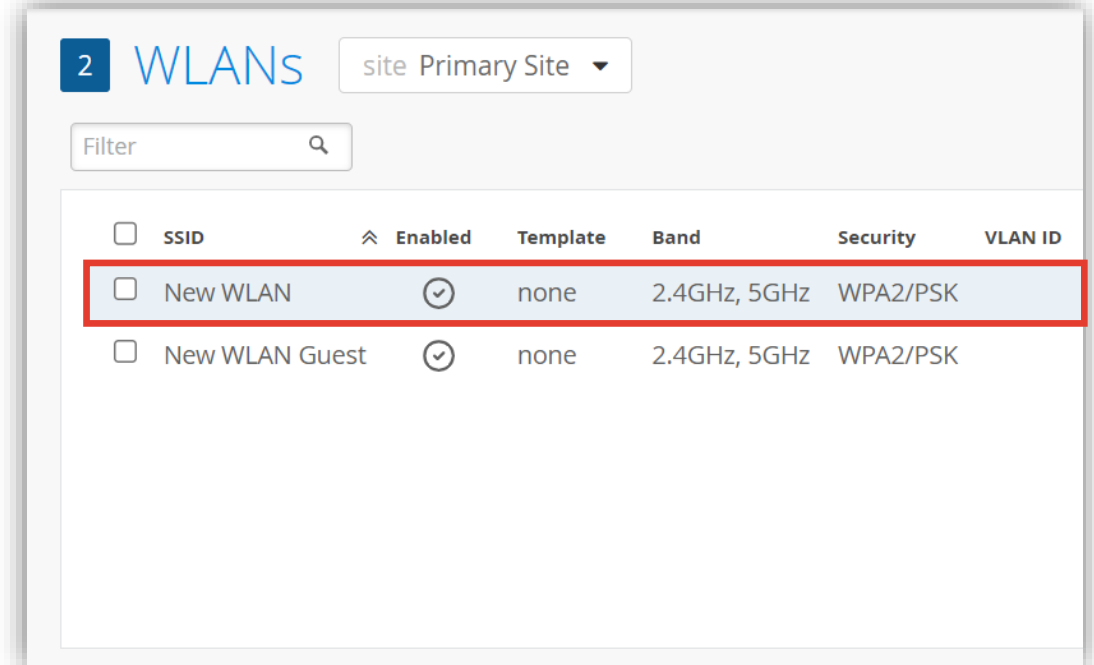 2 WLANs site Primary Site
Filter
SSID Enabled Template Band Security VLAN ID
New WLAN none 2.4GHz, 5GHz WPA2/PSK
New WLAN Guest none 2.4GHz, 5GHz WPA2/PSK